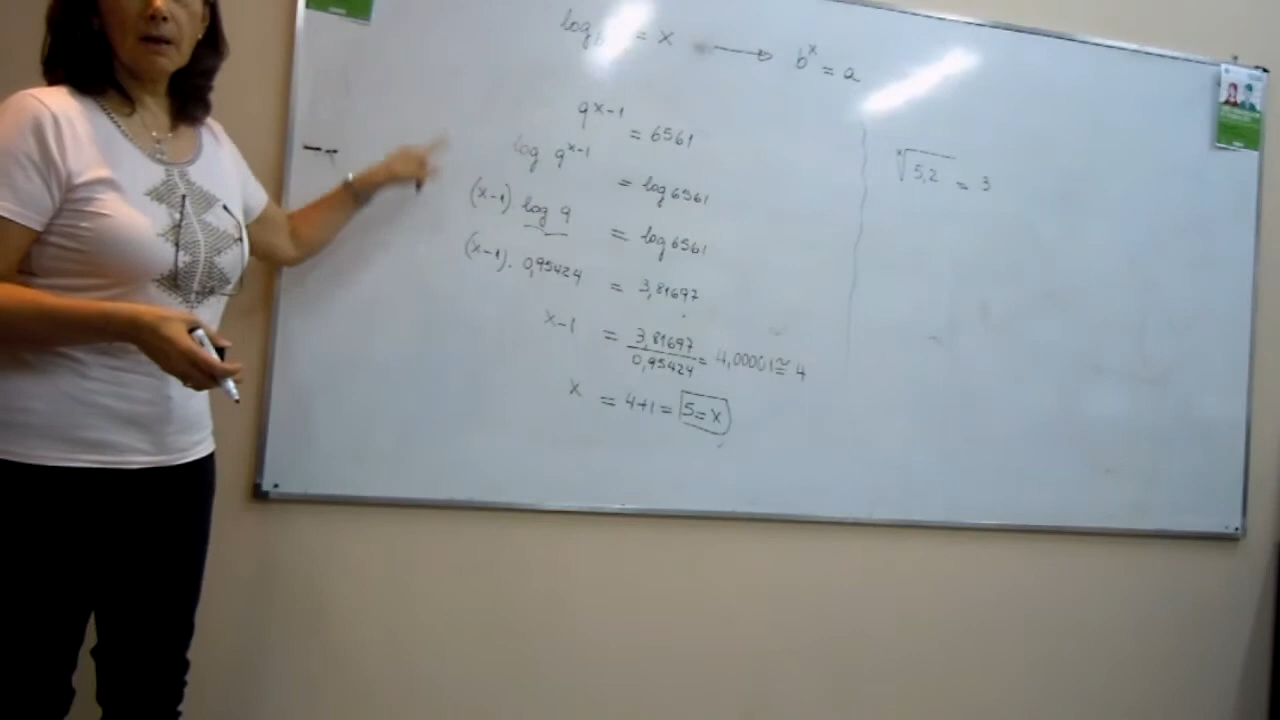 log_b = x → b^x = a
9^{x-1} = 6561
log 9^{x-1} = log 6561
(x-1) log 9 = log 6561
(x-1). 0,95424 = 3,81697
x-1 = 3,81697/0,95424 = 4,00001 ≅ 4
x = 4+1 = 5=x
ˣ√5,2 = 3